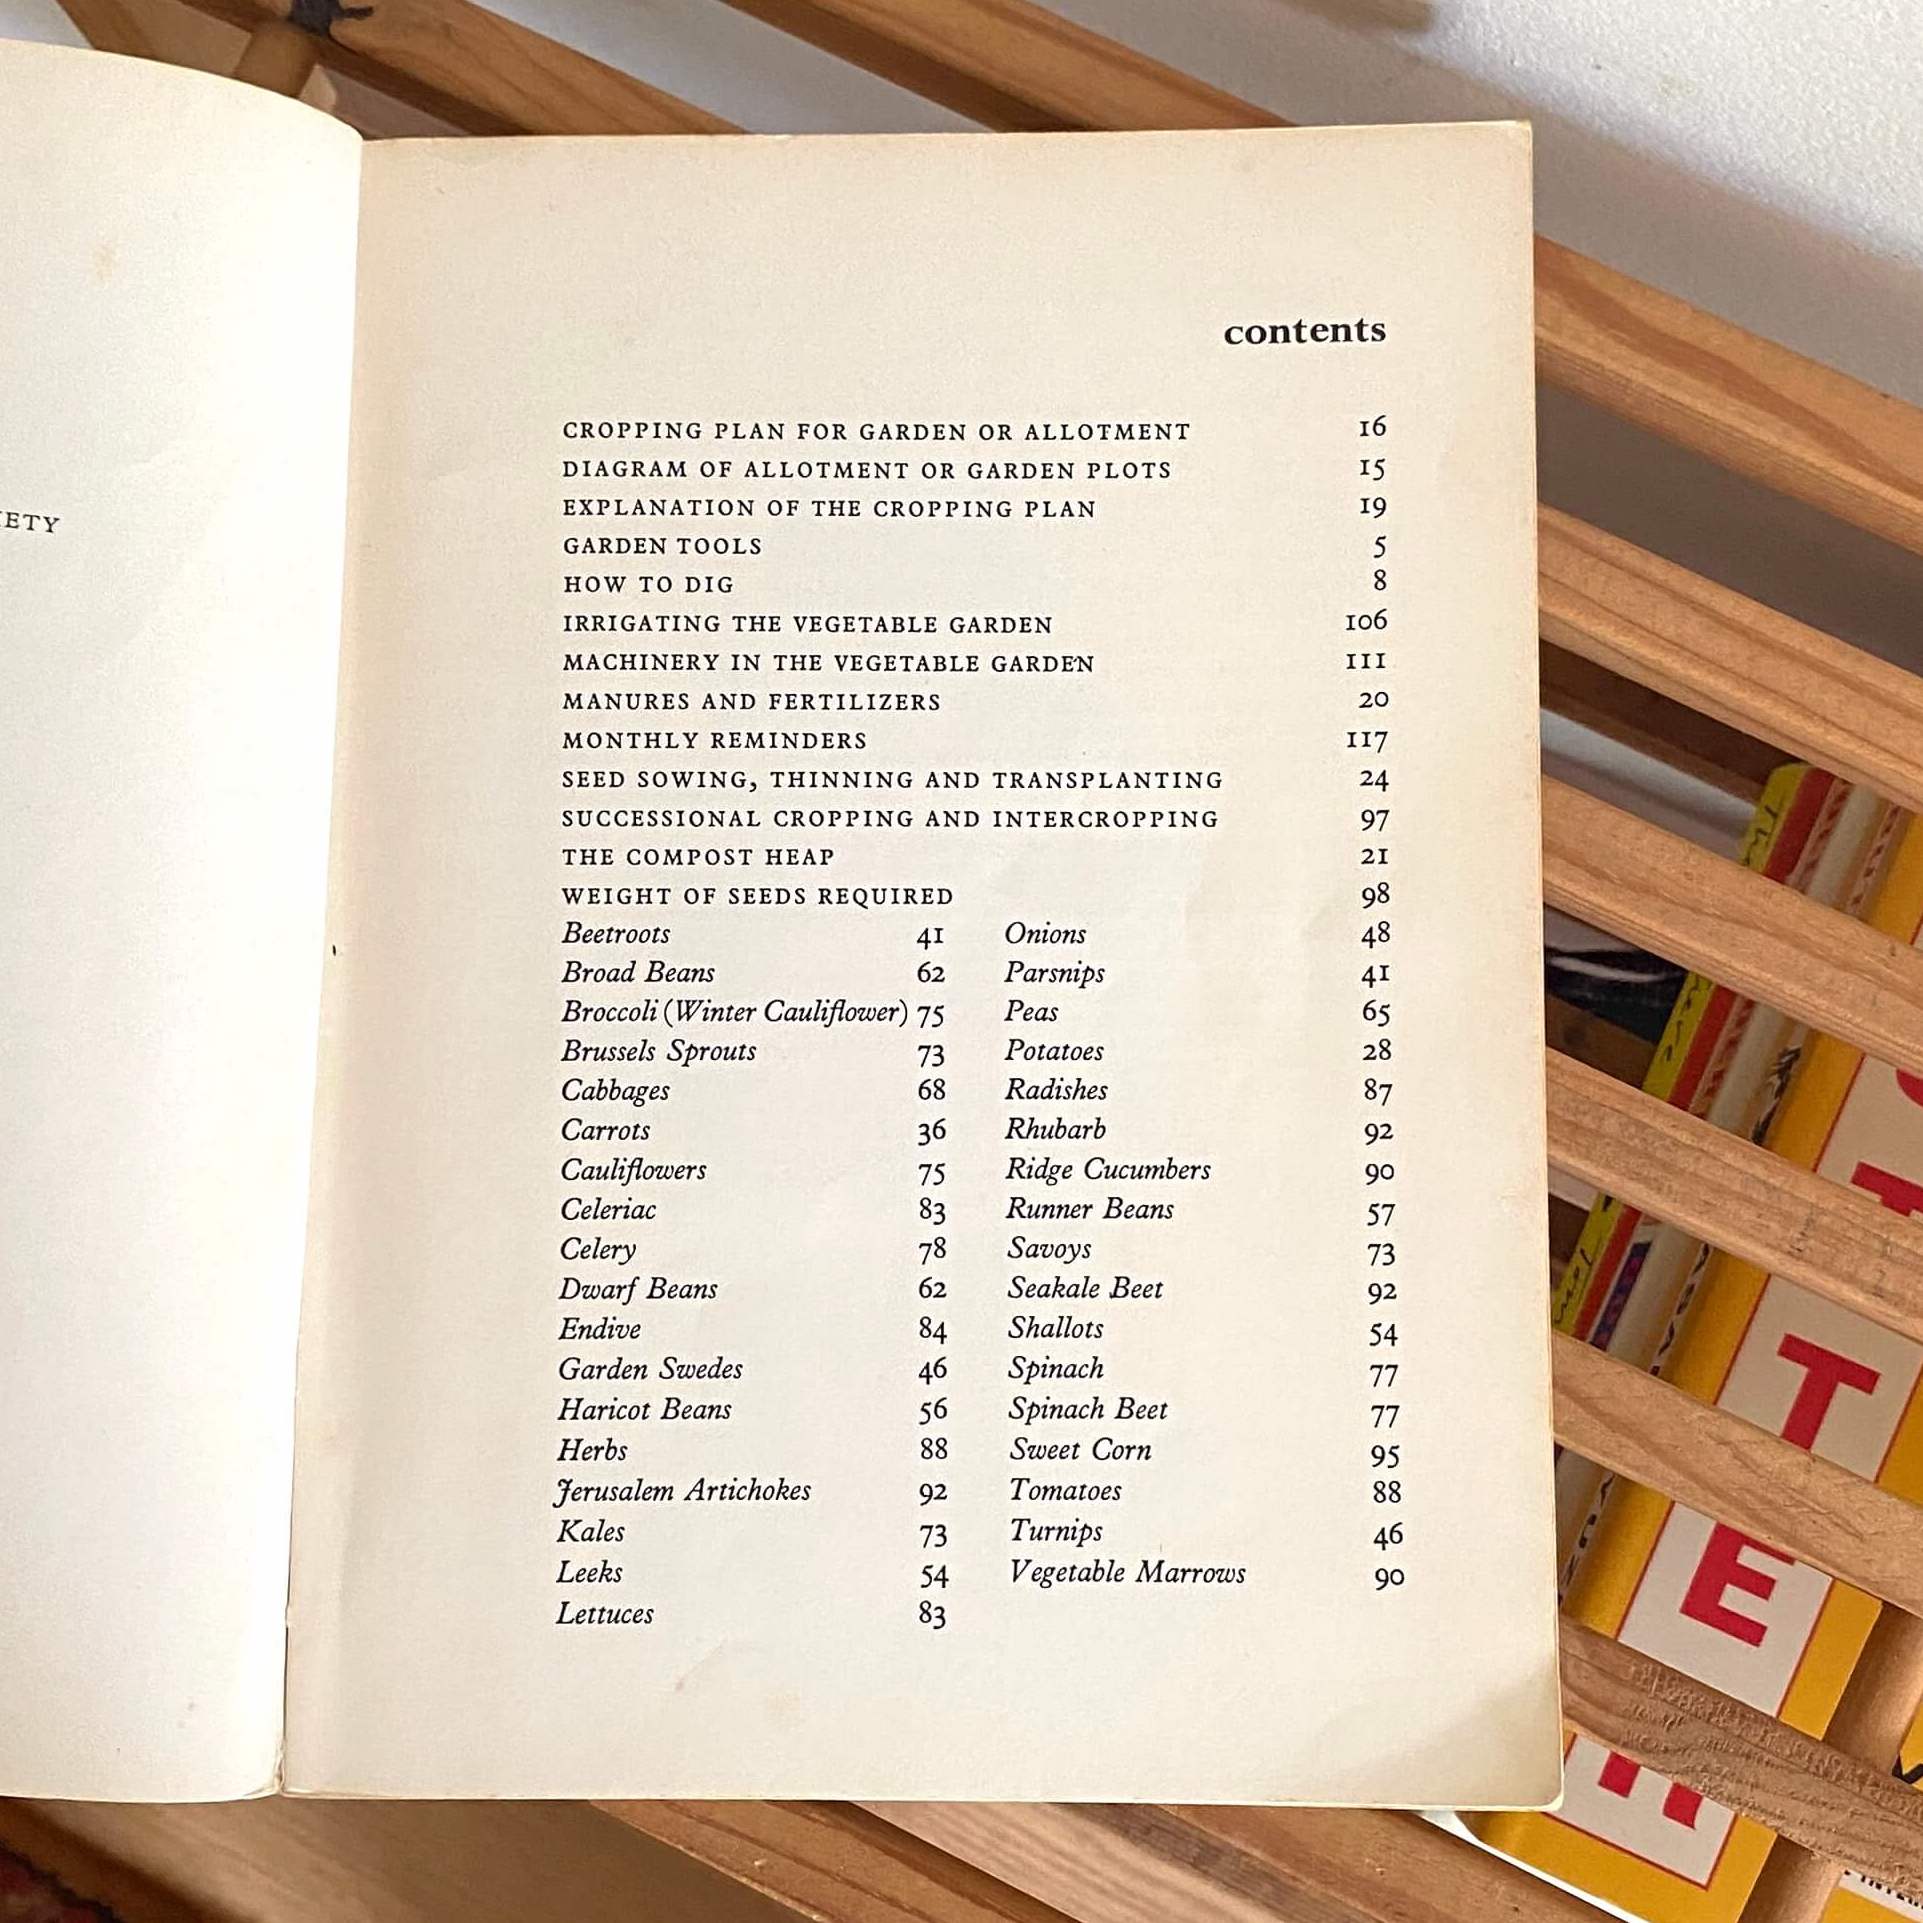 IETY
contents
CROPPING PLAN FOR GARDEN OR ALLOTMENT 16
DIAGRAM OF ALLOTMENT OR GARDEN PLOTS 15
EXPLANATION OF THE CROPPING PLAN 19
GARDEN TOOLS 5
HOW TO DIG 8
IRRIGATING THE VEGETABLE GARDEN 106
MACHINERY IN THE VEGETABLE GARDEN 111
MANURES AND FERTILIZERS 20
MONTHLY REMINDERS 117
SEED SOWING, THINNING AND TRANSPLANTING 24
SUCCESSIONAL CROPPING AND INTERCROPPING 97
THE COMPOST HEAP 21
WEIGHT OF SEEDS REQUIRED 98
Beetroots 41
Broad Beans 62
Broccoli (Winter Cauliflower) 75
Brussels Sprouts 73
Cabbages 68
Carrots 36
Cauliflowers 75
Celeriac 83
Celery 78
Dwarf Beans 62
Endive 84
Garden Swedes 46
Haricot Beans 56
Herbs 88
Jerusalem Artichokes 92
Kales 73
Leeks 54
Lettuces 83
Onions 48
Parsnips 41
Peas 65
Potatoes 28
Radishes 87
Rhubarb 92
Ridge Cucumbers 90
Runner Beans 57
Savoys 73
Seakale Beet 92
Shallots 54
Spinach 77
Spinach Beet 77
Sweet Corn 95
Tomatoes 88
Turnips 46
Vegetable Marrows 90